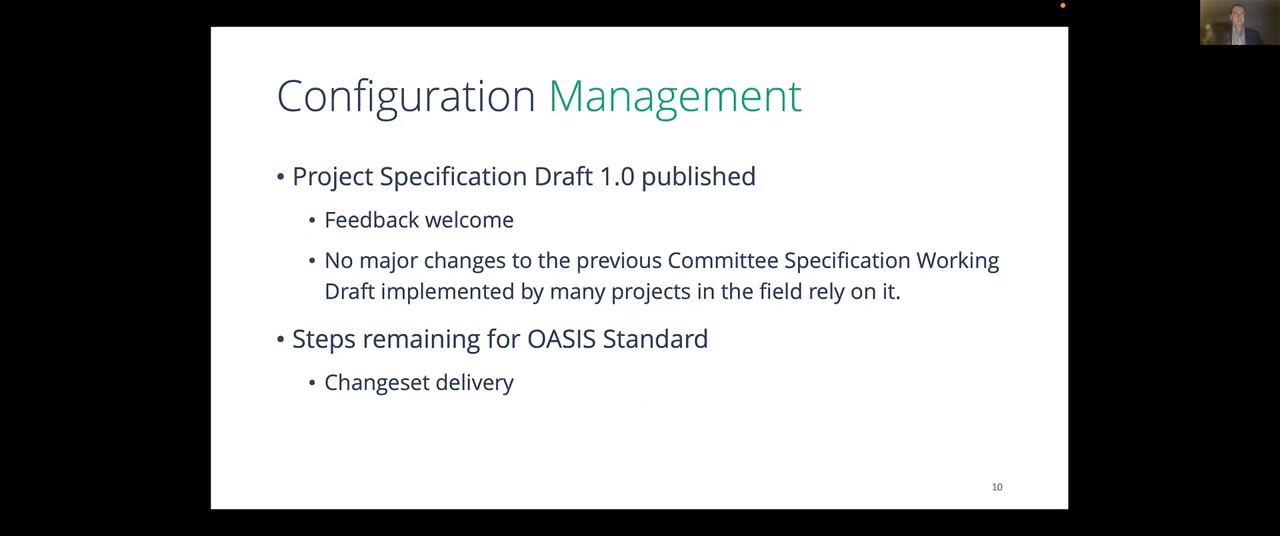 Configuration Management
• Project Specification Draft 1.0 published
• Feedback welcome
• No major changes to the previous Committee Specification Working
Draft implemented by many projects in the field rely on it.
• Steps remaining for OASIS Standard
• Changeset delivery
10